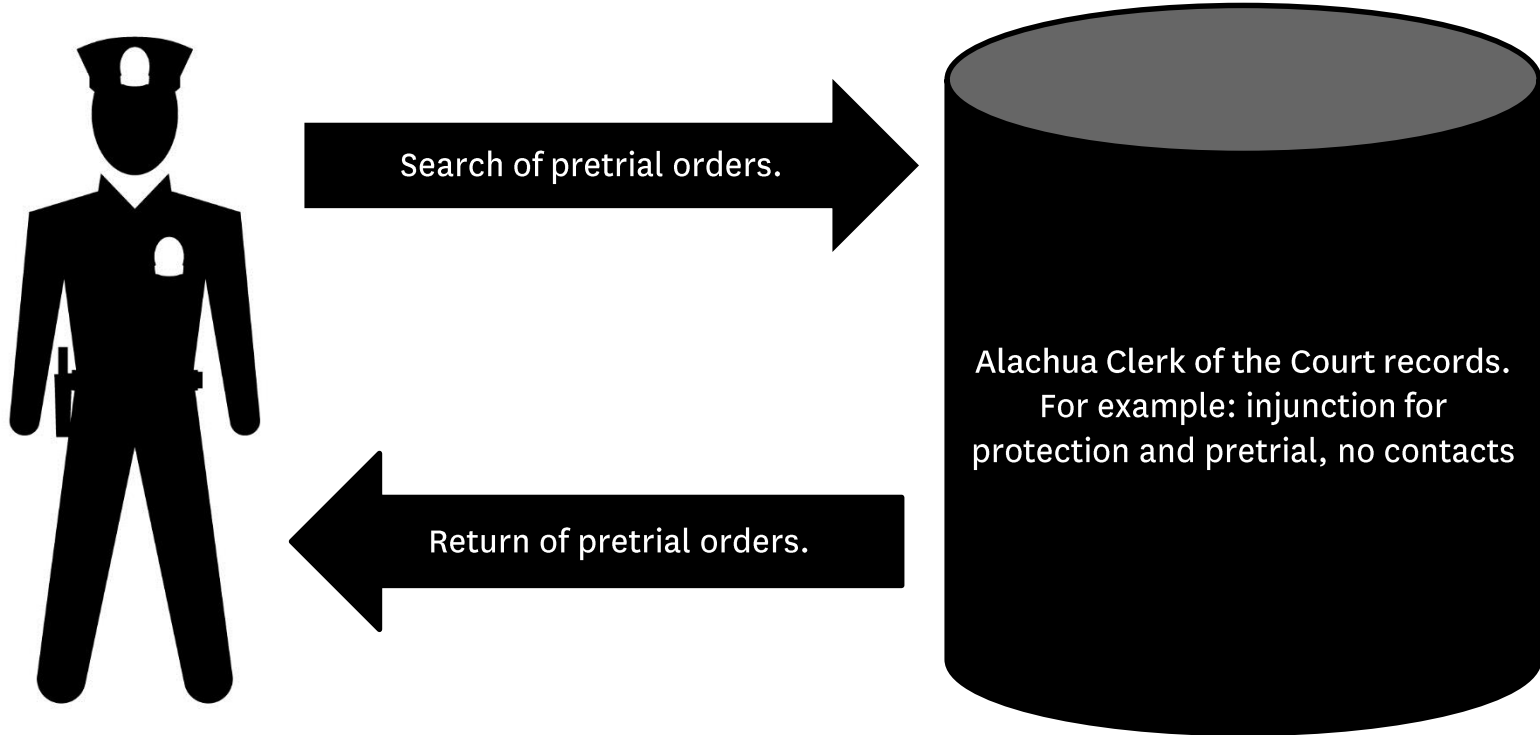 Search of pretrial orders.
Alachua Clerk of the Court records.
For example: injunction for
protection and pretrial, no contacts
Return of pretrial orders.